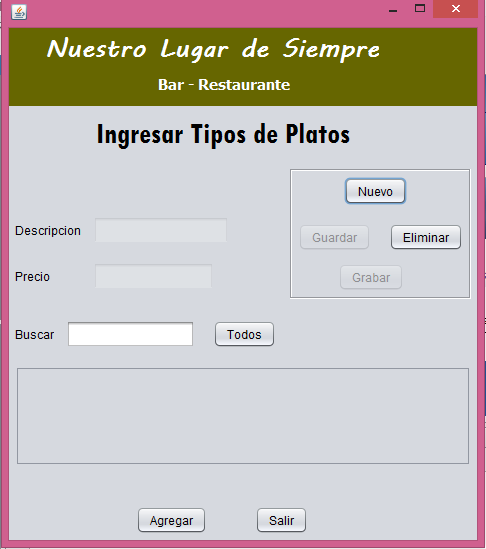 Nuestro Lugar de Siempre
Bar - Restaurante
Ingresar Tipos de Platos
Nuevo
Descripcion
Guardar Eliminar
Precio
Grabar
Buscar Todos
Agregar Salir